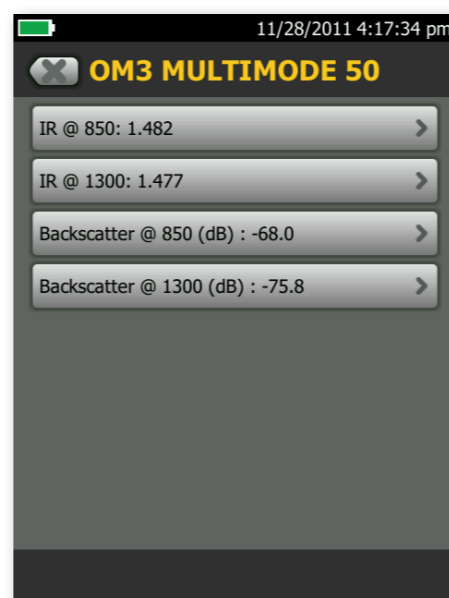 11/28/2011 4:17:34 pm
OM3 MULTIMODE 50
IR @ 850: 1.482
IR @ 1300: 1.477
Backscatter @ 850 (dB) : -68.0
Backscatter @ 1300 (dB) : -75.8